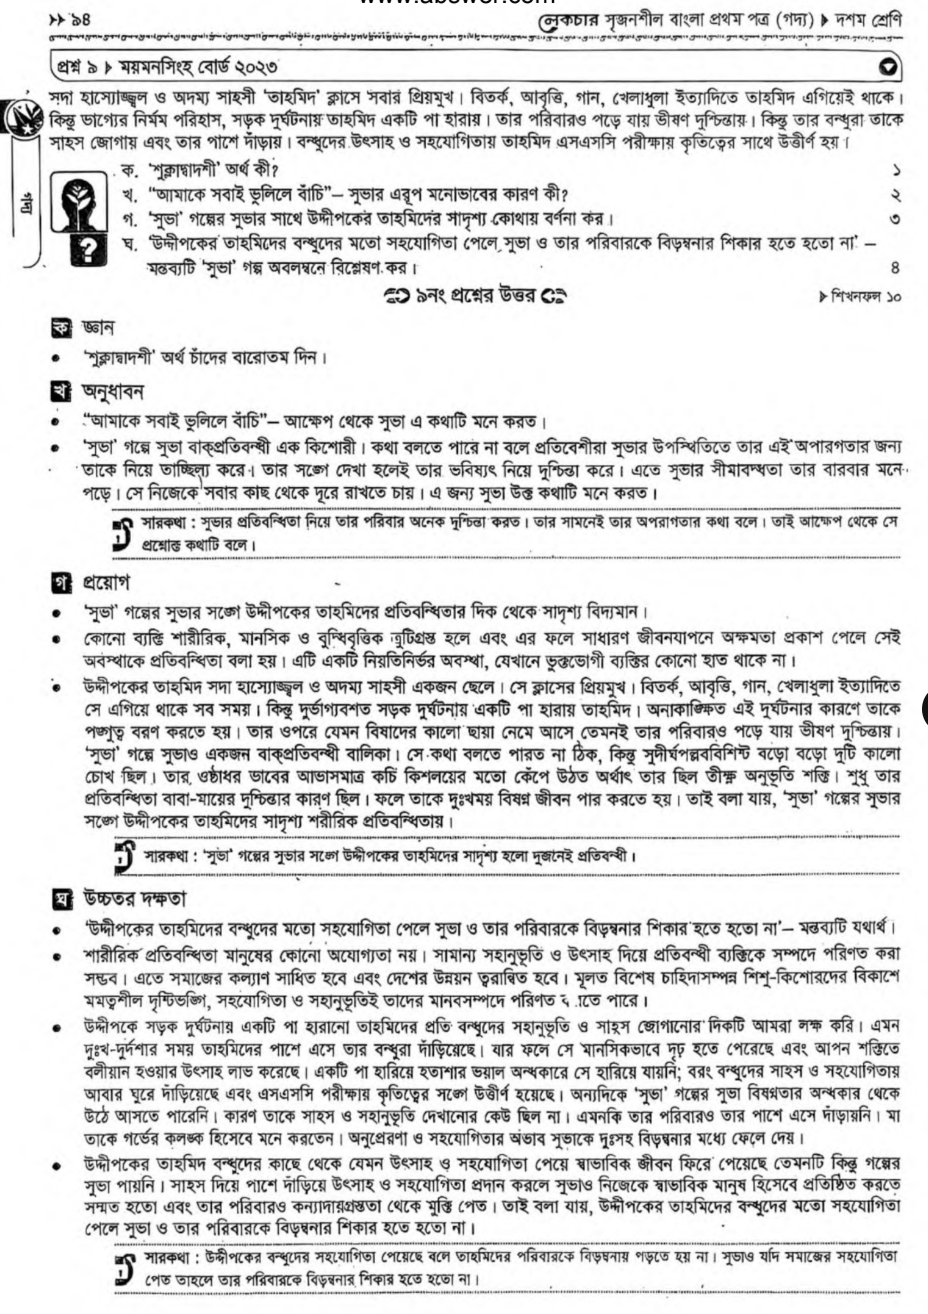 www.abcwer.com
>> ৯৪
লেকচার সৃজনশীল বাংলা প্রথম পত্র (গদ্য) ▶ দশম শ্রেণি
প্রশ্ন ৯ ▶ ময়মনসিংহ বোর্ড ২০২৩
সদা হাস্যোজ্জ্বল ও অদম্য সাহসী 'তাহমিদ' ক্লাসে সবার প্রিয়মুখ। বিতর্ক, আবৃত্তি, গান, খেলাধুলা ইত্যাদিতে তাহমিদ এগিয়েই থাকে।
কিন্তু ভাগ্যের নির্মম পরিহাস, সড়ক দুর্ঘটনায় তাহমিদ একটি পা হারায়। তার পরিবারও পড়ে যায় ভীষণ দুশ্চিন্তায়। কিন্তু তার বন্ধুরা তাকে
সাহস জোগায় এবং তার পাশে দাঁড়ায়। বন্ধুদের উৎসাহ ও সহযোগিতায় তাহমিদ এসএসসি পরীক্ষায় কৃতিত্বের সাথে উত্তীর্ণ হয়।
গদ্য
ক. 'শুক্লাদ্বাদশী' অর্থ কী? ১
খ. "আমাকে সবাই ভুলিলে বাঁচি"– সুভার এরূপ মনোভাবের কারণ কী? ২
গ. 'সুভা' গল্পের সুভার সাথে উদ্দীপকের তাহমিদের সাদৃশ্য কোথায় বর্ণনা কর। ৩
ঘ. 'উদ্দীপকের তাহমিদের বন্ধুদের মতো সহযোগিতা পেলে সুভা ও তার পরিবারকে বিড়ম্বনার শিকার হতে হতো না' –
মন্তব্যটি 'সুভা' গল্প অবলম্বনে বিশ্লেষণ কর। ৪
৯নং প্রশ্নের উত্তর
▶ শিখনফল ১০
ক জ্ঞান
• 'শুক্লাদ্বাদশী' অর্থ চাঁদের বারোতম দিন।
খ অনুধাবন
• "আমাকে সবাই ভুলিলে বাঁচি"– আক্ষেপ থেকে সুভা এ কথাটি মনে করত।
• 'সুভা' গল্পে সুভা বাক্‌প্রতিবন্ধী এক কিশোরী। কথা বলতে পারে না বলে প্রতিবেশীরা সুভার উপস্থিতিতে তার এই অপারগতার জন্য
তাকে নিয়ে তাচ্ছিল্য করে। তার সঙ্গে দেখা হলেই তার ভবিষ্যৎ নিয়ে দুশ্চিন্তা করে। এতে সুভার সীমাবদ্ধতা তার বারবার মনে
পড়ে। সে নিজেকে সবার কাছ থেকে দূরে রাখতে চায়। এ জন্য সুভা উক্ত কথাটি মনে করত।
সারকথা : সুভার প্রতিবন্ধিতা নিয়ে তার পরিবার অনেক দুশ্চিন্তা করত। তার সামনেই তার অপরাগতার কথা বলে। তাই আক্ষেপ থেকে সে
প্রশ্নোক্ত কথাটি বলে।
গ প্রয়োগ
• 'সুভা' গল্পের সুভার সঙ্গে উদ্দীপকের তাহমিদের প্রতিবন্ধিতার দিক থেকে সাদৃশ্য বিদ্যমান।
• কোনো ব্যক্তি শারীরিক, মানসিক ও বুদ্ধিবৃত্তিক ত্রুটিগ্রস্ত হলে এবং এর ফলে সাধারণ জীবনযাপনে অক্ষমতা প্রকাশ পেলে সেই
অবস্থাকে প্রতিবন্ধিতা বলা হয়। এটি একটি নিয়তিনির্ভর অবস্থা, যেখানে ভুক্তভোগী ব্যক্তির কোনো হাত থাকে না।
• উদ্দীপকের তাহমিদ সদা হাস্যোজ্জ্বল ও অদম্য সাহসী একজন ছেলে। সে ক্লাসের প্রিয়মুখ। বিতর্ক, আবৃত্তি, গান, খেলাধুলা ইত্যাদিতে
সে এগিয়ে থাকে সব সময়। কিন্তু দুর্ভাগ্যবশত সড়ক দুর্ঘটনায় একটি পা হারায় তাহমিদ। অনাকাঙ্ক্ষিত এই দুর্ঘটনার কারণে তাকে
পঙ্গুত্ব বরণ করতে হয়। তার ওপরে যেমন বিষাদের কালো ছায়া নেমে আসে তেমনই তার পরিবারও পড়ে যায় ভীষণ দুশ্চিন্তায়।
'সুভা' গল্পে সুভাও একজন বাক্‌প্রতিবন্ধী বালিকা। সে কথা বলতে পারত না ঠিক, কিন্তু সুদীর্ঘপল্লববিশিষ্ট বড়ো বড়ো দুটি কালো
চোখ ছিল। তার ওষ্ঠাধর ভাবের আভাসমাত্র কচি কিশলয়ের মতো কেঁপে উঠত অর্থাৎ তার ছিল তীক্ষ্ণ অনুভূতি শক্তি। শুধু তার
প্রতিবন্ধিতা বাবা-মায়ের দুশ্চিন্তার কারণ ছিল। ফলে তাকে দুঃখময় বিষণ্ণ জীবন পার করতে হয়। তাই বলা যায়, 'সুভা' গল্পের সুভার
সঙ্গে উদ্দীপকের তাহমিদের সাদৃশ্য শরীরিক প্রতিবন্ধিতায়।
সারকথা : 'সুভা' গল্পের সুভার সঙ্গে উদ্দীপকের তাহমিদের সাদৃশ্য হলো দুজনেই প্রতিবন্ধী।
ঘ উচ্চতর দক্ষতা
• 'উদ্দীপকের তাহমিদের বন্ধুদের মতো সহযোগিতা পেলে সুভা ও তার পরিবারকে বিড়ম্বনার শিকার হতে হতো না'– মন্তব্যটি যথার্থ।
• শারীরিক প্রতিবন্ধিতা মানুষের কোনো অযোগ্যতা নয়। সামান্য সহানুভূতি ও উৎসাহ দিয়ে প্রতিবন্ধী ব্যক্তিকে সম্পদে পরিণত করা
সম্ভব। এতে সমাজের কল্যাণ সাধিত হবে এবং দেশের উন্নয়ন ত্বরান্বিত হবে। মূলত বিশেষ চাহিদাসম্পন্ন শিশু-কিশোরদের বিকাশে
মমত্বশীল দৃষ্টিভঙ্গি, সহযোগিতা ও সহানুভূতিই তাদের মানবসম্পদে পরিণত পারে।
• উদ্দীপকে সড়ক দুর্ঘটনায় একটি পা হারানো তাহমিদের প্রতি বন্ধুদের সহানুভূতি ও সাহস জোগানোর দিকটি আমরা লক্ষ করি। এমন
দুঃখ-দুর্দশার সময় তাহমিদের পাশে এসে তার বন্ধুরা দাঁড়িয়েছে। যার ফলে সে মানসিকভাবে দৃঢ় হতে পেরেছে এবং আপন শক্তিতে
বলীয়ান হওয়ার উৎসাহ লাভ করেছে। একটি পা হারিয়ে হতাশার ভয়াল অন্ধকারে সে হারিয়ে যায়নি; বরং বন্ধুদের সাহস ও সহযোগিতায়
আবার ঘুরে দাঁড়িয়েছে এবং এসএসসি পরীক্ষায় কৃতিত্বের সঙ্গে উত্তীর্ণ হয়েছে। অন্যদিকে 'সুভা' গল্পের সুভা বিষণ্নতার অন্ধকার থেকে
উঠে আসতে পারেনি। কারণ তাকে সাহস ও সহানুভূতি দেখানোর কেউ ছিল না। এমনকি তার পরিবারও তার পাশে এসে দাঁড়ায়নি। মা
তাকে গর্ভের কলঙ্ক হিসেবে মনে করতেন। অনুপ্রেরণা ও সহযোগিতার অভাব সুভাকে দুঃসহ বিড়ম্বনার মধ্যে ফেলে দেয়।
• উদ্দীপকের তাহমিদ বন্ধুদের কাছে থেকে যেমন উৎসাহ ও সহযোগিতা পেয়ে স্বাভাবিক জীবন ফিরে পেয়েছে তেমনটি কিন্তু গল্পের
সুভা পায়নি। সাহস দিয়ে পাশে দাঁড়িয়ে উৎসাহ ও সহযোগিতা প্রদান করলে সুভাও নিজেকে স্বাভাবিক মানুষ হিসেবে প্রতিষ্ঠিত করতে
সম্মত হতো এবং তার পরিবারও কন্যাদায়গ্রস্ততা থেকে মুক্তি পেত। তাই বলা যায়, উদ্দীপকের তাহমিদের বন্ধুদের মতো সহযোগিতা
পেলে সুভা ও তার পরিবারকে বিড়ম্বনার শিকার হতে হতো না।
সারকথা : উদ্দীপকের বন্ধুদের সহযোগিতা পেয়েছে বলে তাহমিদের পরিবারকে বিড়ম্বনায় পড়তে হয় না। সুভাও যদি সমাজের সহযোগিতা
পেত তাহলে তার পরিবারকে বিড়ম্বনার শিকার হতে হতো না।